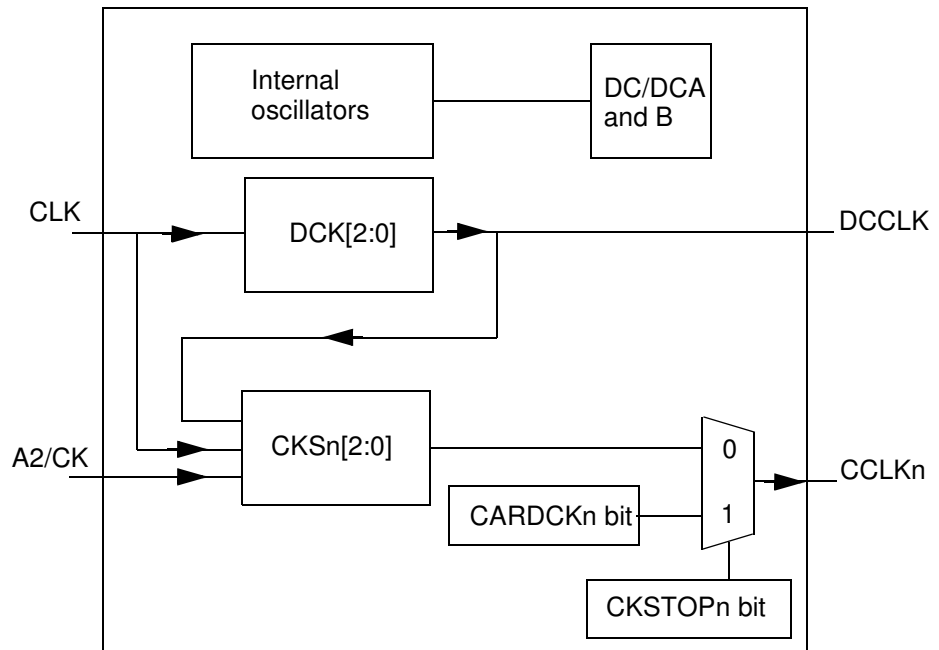 Internal
oscillators
DC/DCA
and B
CLK
DCK[2:0]
DCCLK
A2/CK
CKSn[2:0]
0
CCLKn
CARDCKn bit
1
CKSTOPn bit